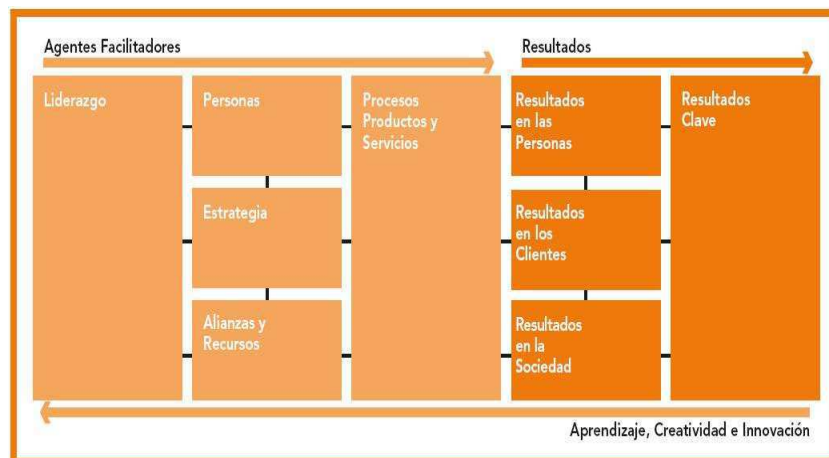 Agentes Facilitadores
Resultados
Liderazgo
Personas
Procesos
Productos y
Servicios
Resultados
en las
Personas
Resultados
Clave
Estrategia
Resultados
en los
Clientes
Alianzas y
Recursos
Resultados
en la
Sociedad
Aprendizaje, Creatividad e Innovación